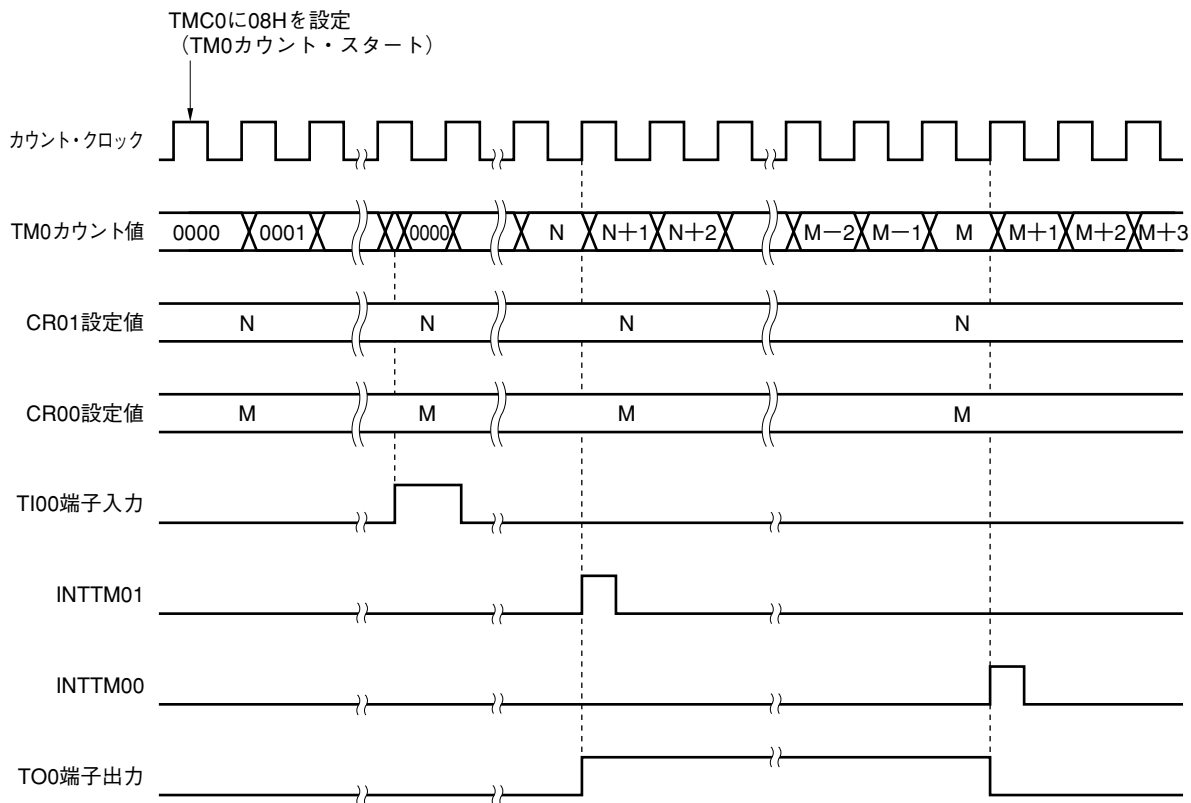 TMC0に08Hを設定
（TM0カウント・スタート）
カウント・クロック
TM0カウント値 0000 0001 0000 N N+1 N+2 M−2 M−1 M M+1 M+2 M+3
CR01設定値 N N N N
CR00設定値 M M M M
TI00端子入力
INTTM01
INTTM00
TO0端子出力